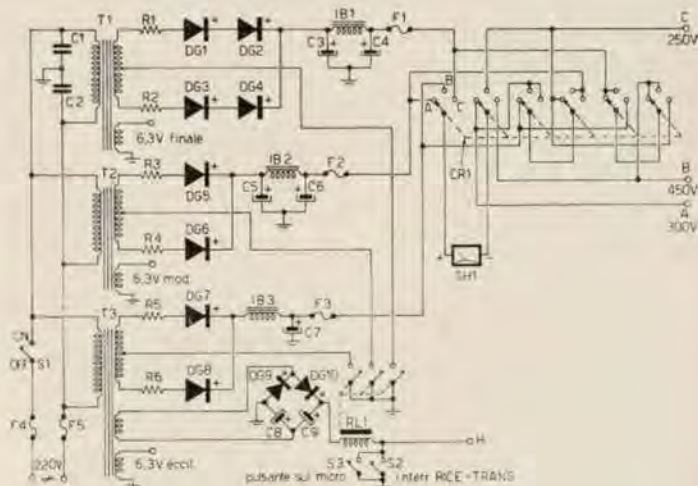 T1 R1 IB1 F1 C
C1 C3 C4 250V
DG1 DG2
C2 DG3 DG4 B
R2 A C
6,3V finale
T2 R3 IB2 F2 CR1
DG5 C5 C6 B
450V
A
R4 DG6 300V
6,3V mod. SH1
T3 R5 DG7 IB3 F3
C7
ON
OFF S1 R6 DG8 DG9 DG10
F4 F5 C8 C9 RL1
H
220V 6,3V eccit. S3 S2
pulsante sul micro interr RICE-TRANS